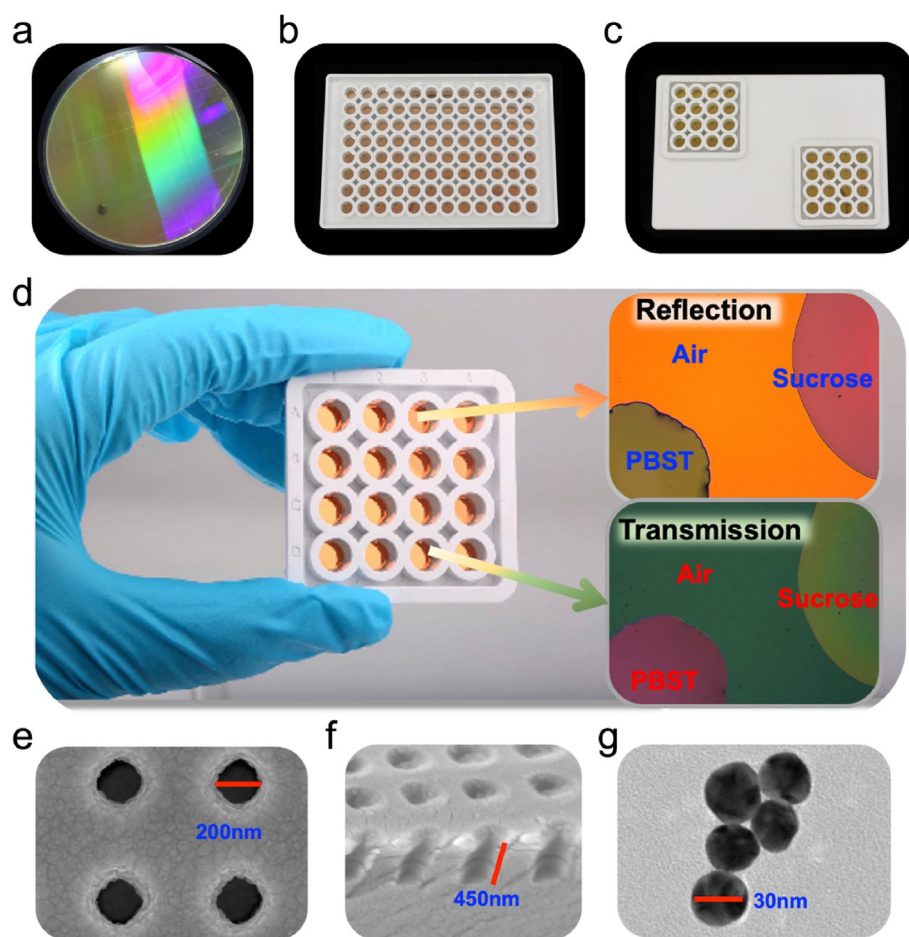 a
b
c
d
1 2 3 4
A
B
C
D
Reflection
Air
Sucrose
PBST
Transmission
Air
Sucrose
PBST
e
f
g
200nm
450nm
30nm